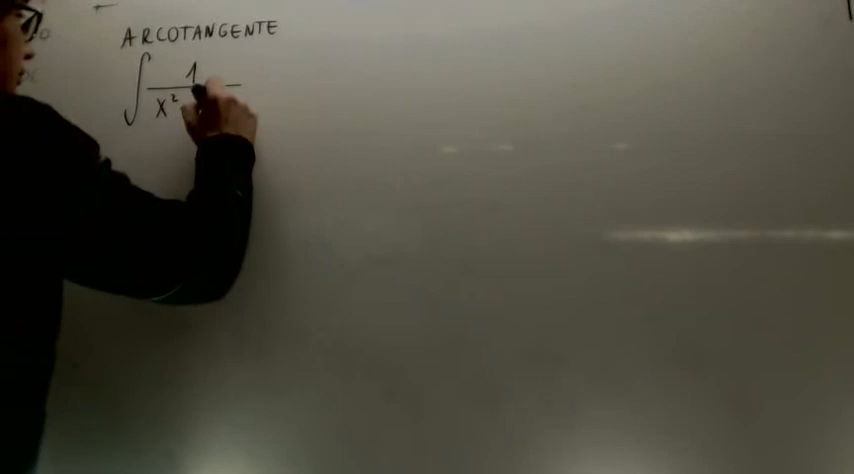 ARCOTANGENTE
∫ 1 / x²